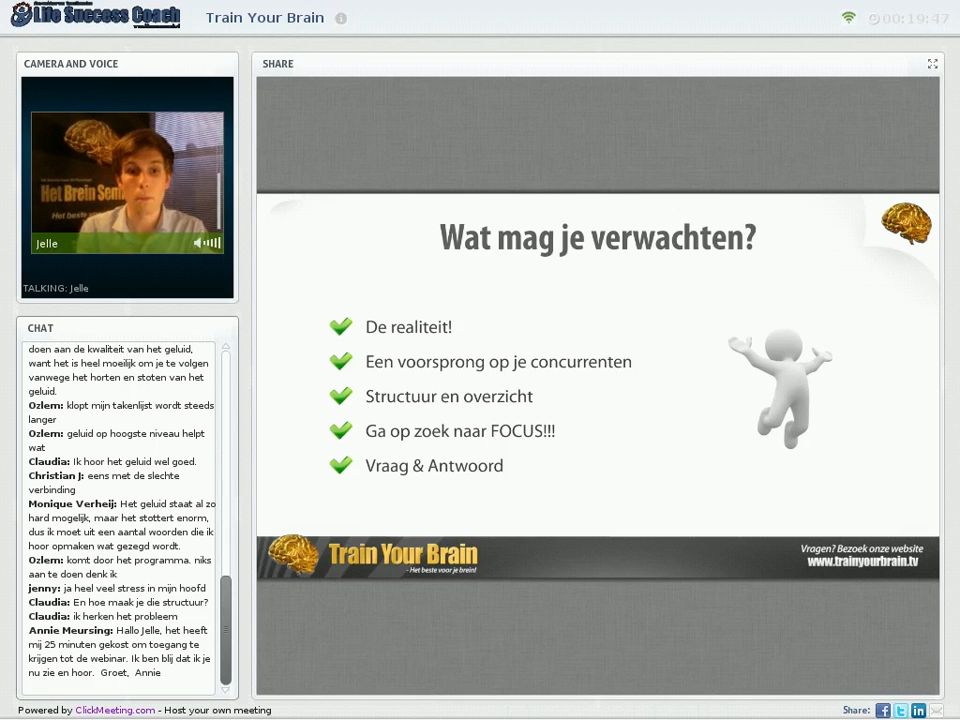 Life Success Coach
Train Your Brain
00:19:47
CAMERA AND VOICE
Het Brein Sem
Het beste vo
Jelle
TALKING: Jelle
CHAT
doen aan de kwaliteit van het geluid,
want het is heel moeilijk om je te volgen
vanwege het horten en stoten van het
geluid.
Ozlem: klopt mijn takenlijst wordt steeds
langer
Ozlem: geluid op hoogste niveau helpt
wat
Claudia: Ik hoor het geluid wel goed.
Christian J: eens met de slechte
verbinding
Monique Verheij: Het geluid staat al zo
hard mogelijk, maar het stottert enorm,
dus ik moet uit een aantal woorden die ik
hoor opmaken wat gezegd wordt.
Ozlem: komt door het programma. niks
aan te doen denk ik
jenny: ja heel veel stress in mijn hoofd
Claudia: En hoe maak je die structuur?
Claudia: ik herken het probleem
Annie Meursing: Hallo Jelle, het heeft
mij 25 minuten gekost om toegang te
krijgen tot de webinar. Ik ben blij dat ik je
nu zie en hoor. Groet, Annie
SHARE
Wat mag je verwachten?
De realiteit!
Een voorsprong op je concurrenten
Structuur en overzicht
Ga op zoek naar FOCUS!!!
Vraag & Antwoord
Train Your Brain
- Het beste voor je brein!
Vragen? Bezoek onze website
www.trainyourbrain.tv
Powered by ClickMeeting.com - Host your own meeting
Share: